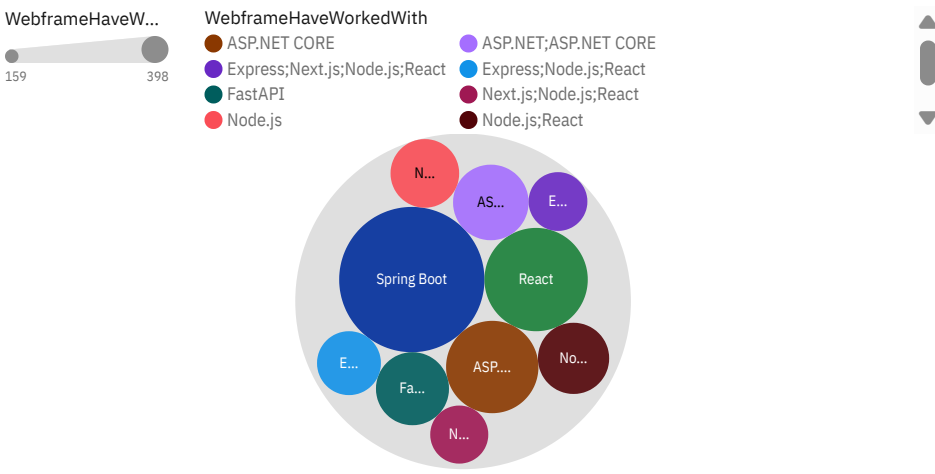 WebframeHaveW...
159 398
WebframeHaveWorkedWith
ASP.NET CORE ASP.NET;ASP.NET CORE
Express;Next.js;Node.js;React Express;Node.js;React
FastAPI Next.js;Node.js;React
Node.js Node.js;React
N...
AS... E...
Spring Boot React
E... ASP.... No...
Fa...
N...